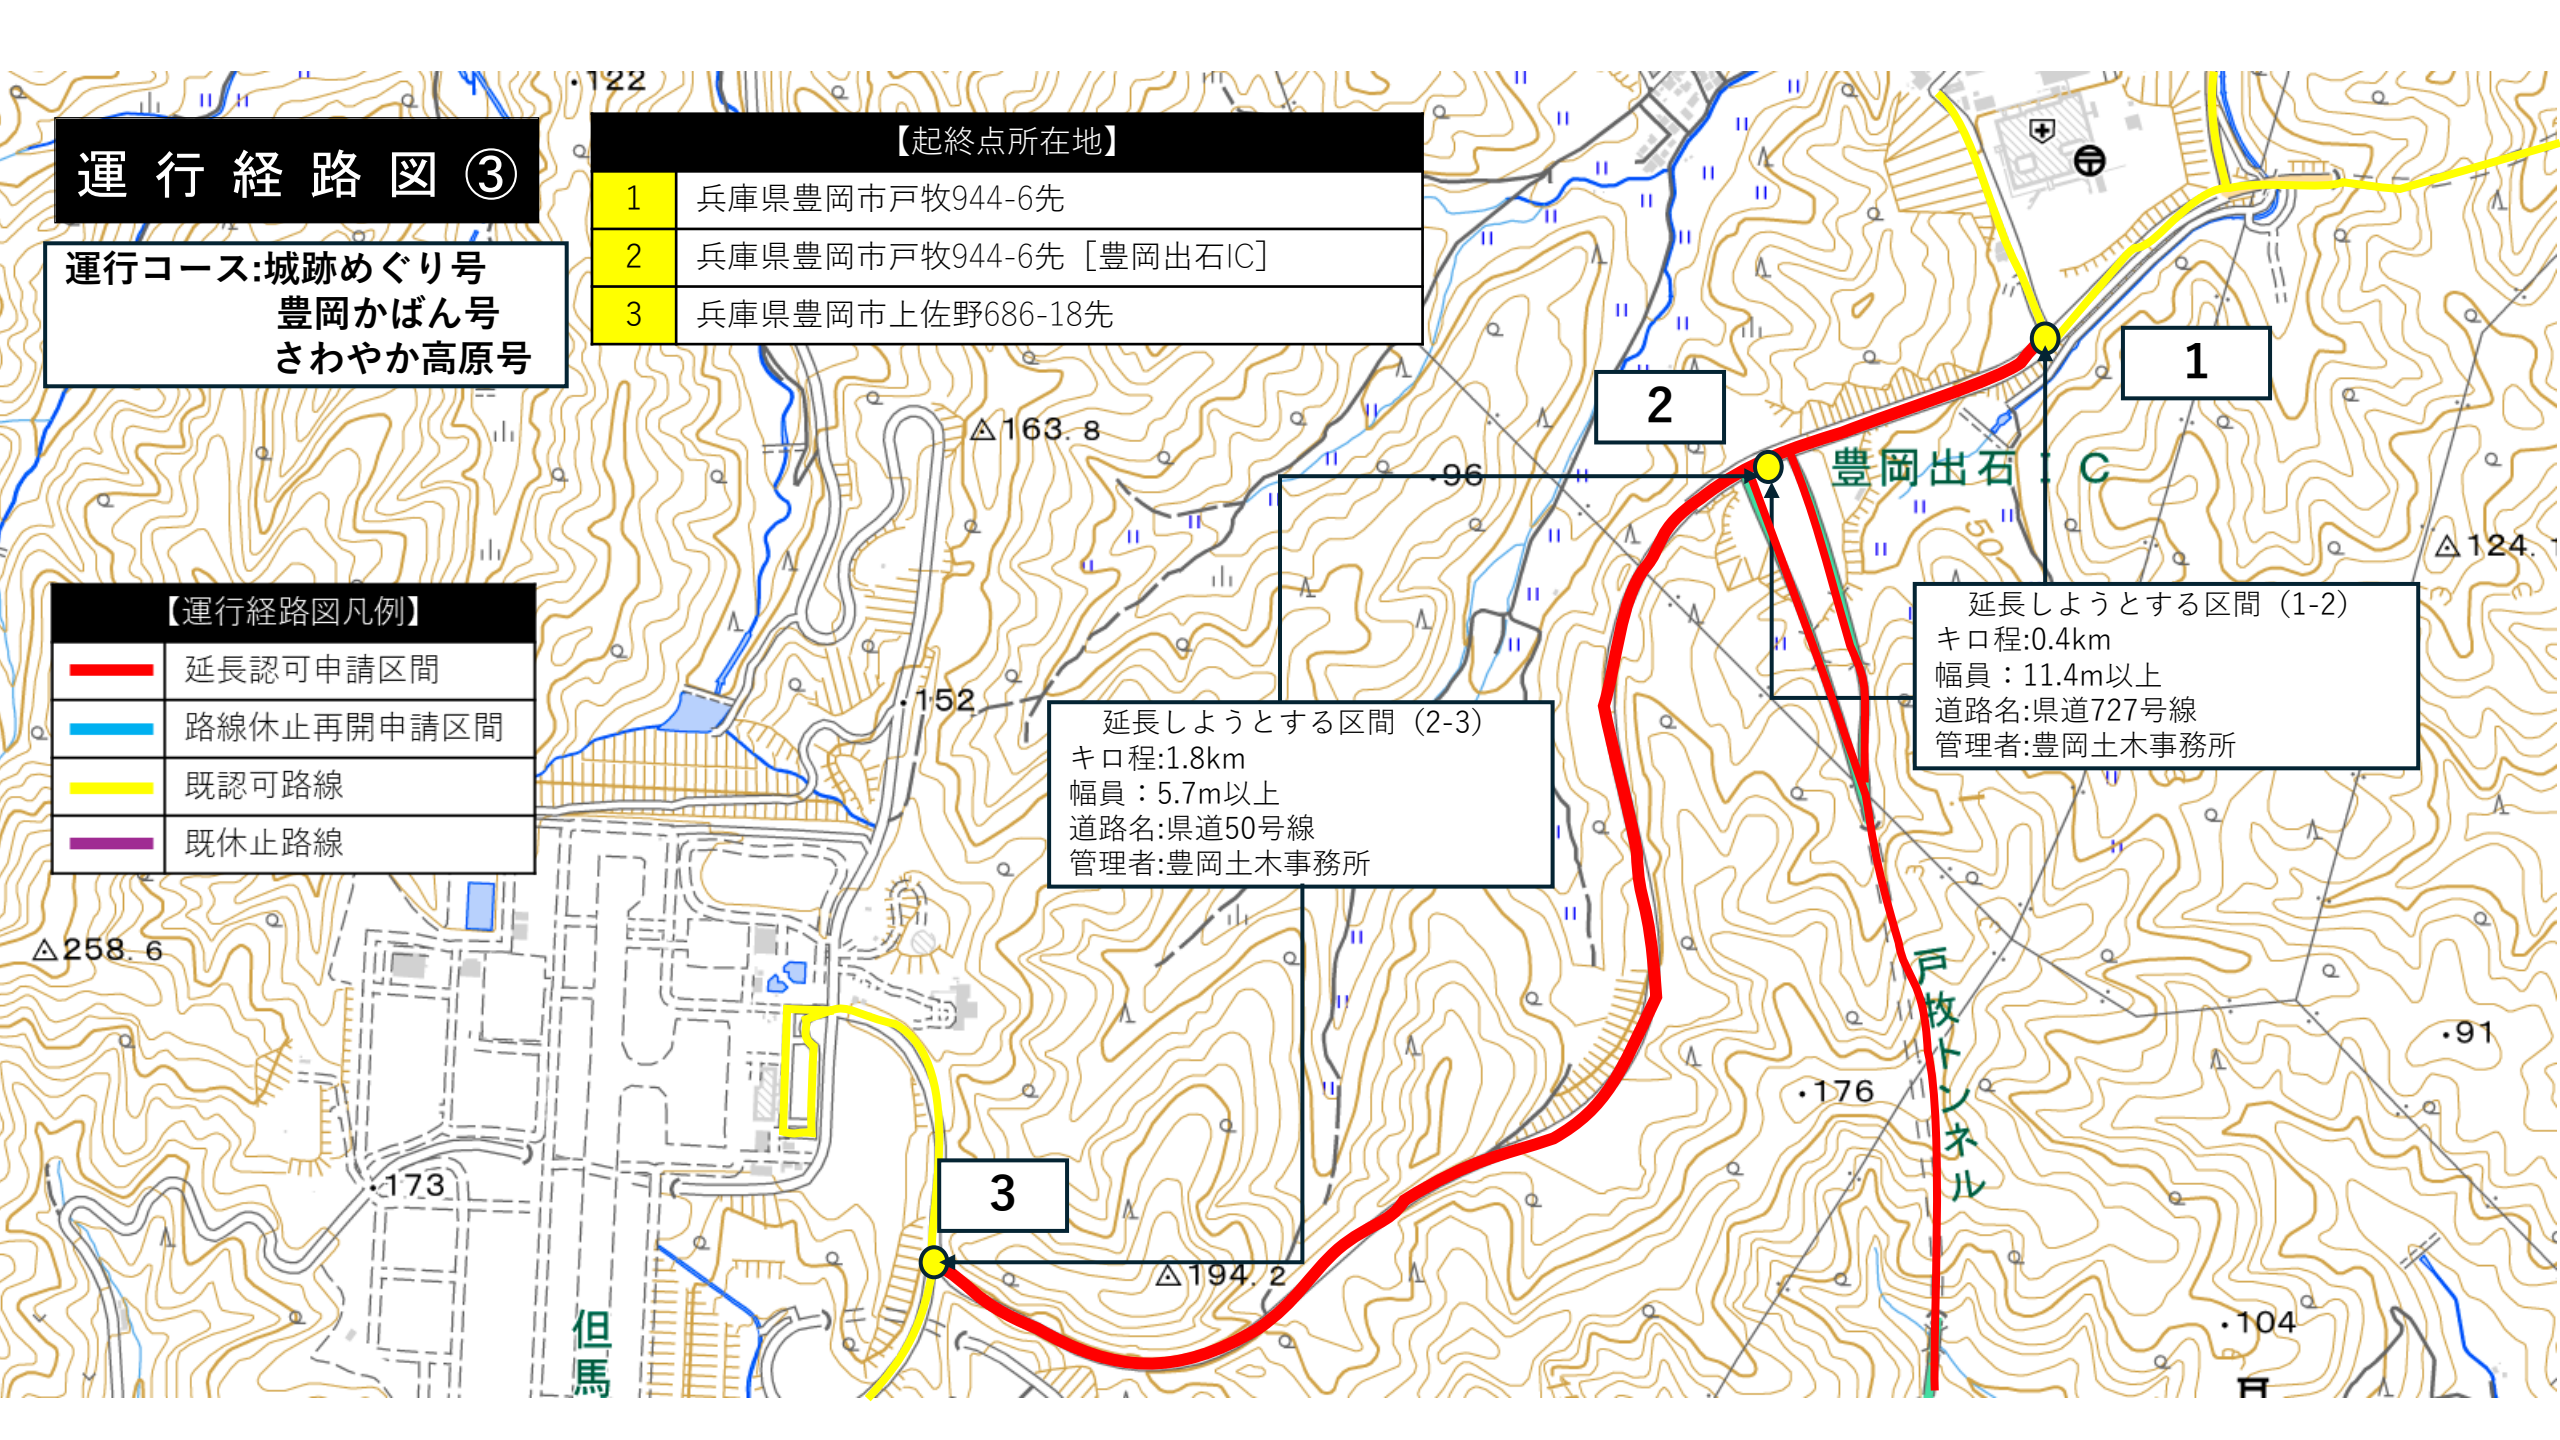 ・122
運行経路図③
【起終点所在地】
1 兵庫県豊岡市戸牧944-6先
2 兵庫県豊岡市戸牧944-6先［豊岡出石IC］
3 兵庫県豊岡市上佐野686-18先
運行コース:城跡めぐり号
豊岡かばん号
さわやか高原号
1
2
163.8
・96
豊岡出石IC
50
124.1
【運行経路図凡例】
延長認可申請区間
路線休止再開申請区間
既認可路線
既休止路線
延長しようとする区間（1-2）
キロ程:0.4km
幅員：11.4m以上
道路名:県道727号線
管理者:豊岡土木事務所
・152
延長しようとする区間（2-3）
キロ程:1.8km
幅員：5.7m以上
道路名:県道50号線
管理者:豊岡土木事務所
258.6
戸牧トンネル
・91
・176
・173
3
194.2
但馬
・104